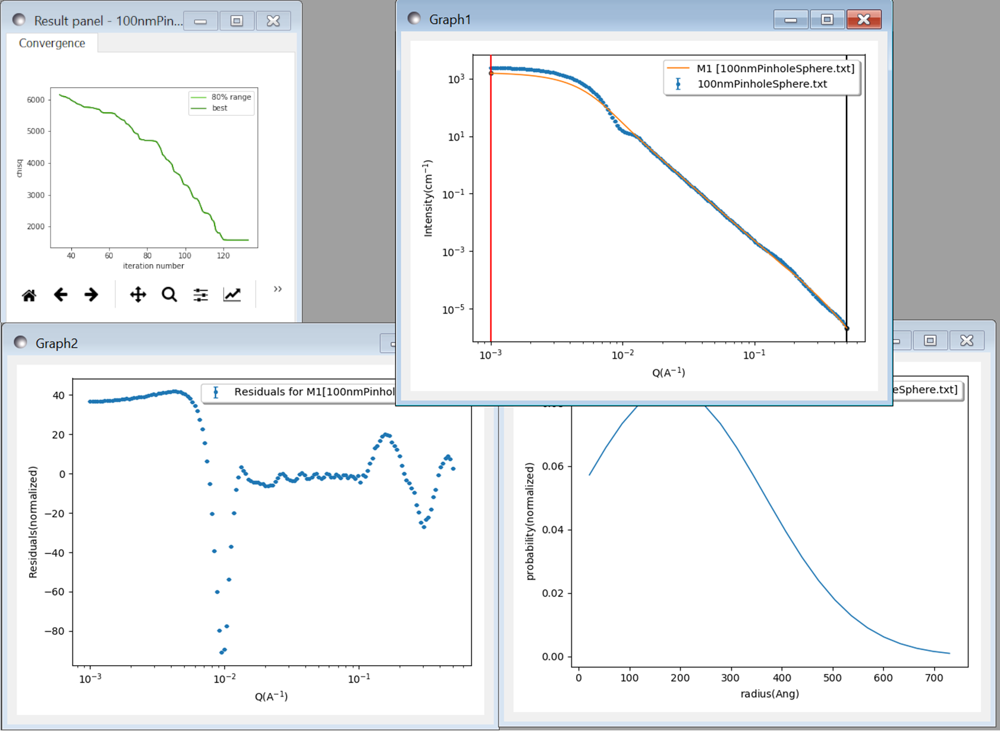 Result panel - 100nmPin...
Convergence
80% range
best
6000
5000
4000
3000
2000
chisq
40 60 80 100 120
iteration number
>>
Graph1
M1 [100nmPinholeSphere.txt]
100nmPinholeSphere.txt
10³
10¹
10⁻¹
10⁻³
10⁻⁵
Intensity(cm⁻¹)
10⁻³ 10⁻² 10⁻¹
Q(A⁻¹)
Graph2
Residuals for M1[100nmPinhol
40
20
0
−20
−40
−60
−80
Residuals(normalized)
10⁻³ 10⁻² 10⁻¹
Q(A⁻¹)
eSphere.txt]
0.06
0.04
0.02
0.00
probability(normalized)
0 100 200 300 400 500 600 700
radius(Ang)